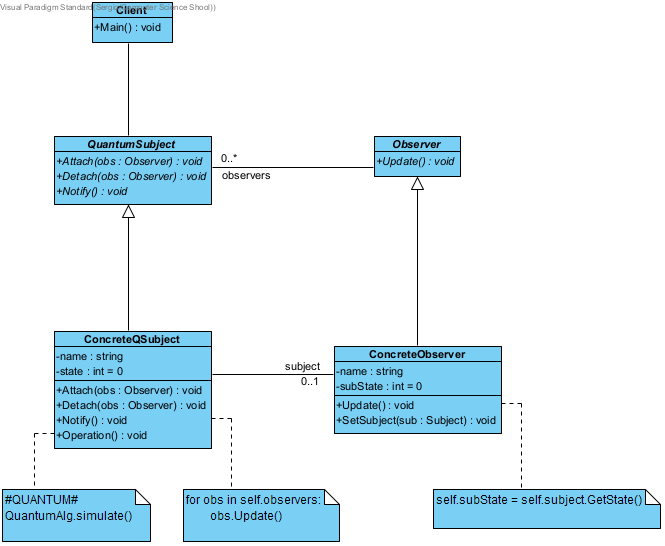 Visual Paradigm Standard(Sergio
Science Shool))
Client
+Main() : void
QuantumSubject
+Attach(obs : Observer) : void
+Detach(obs : Observer) : void
+Notify() : void
0..*
observers
Observer
+Update() : void
ConcreteQSubject
-name : string
-state : int = 0
+Attach(obs : Observer) : void
+Detach(obs : Observer) : void
+Notify() : void
+Operation() : void
subject
0..1
ConcreteObserver
-name : string
-subState : int = 0
+Update() : void
+SetSubject(sub : Subject) : void
#QUANTUM#
QuantumAlg.simulate()
for obs in self.observers:
obs.Update()
self.subState = self.subject.GetState()